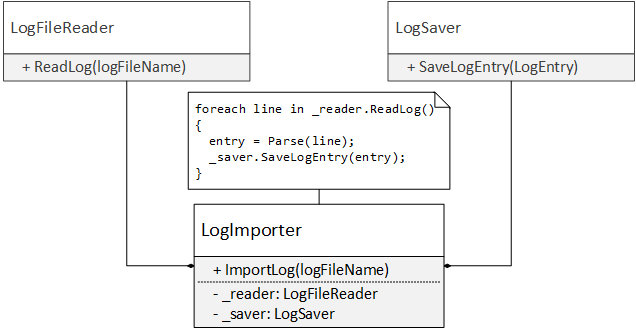 LogFileReader
+ ReadLog(logFileName)
LogSaver
+ SaveLogEntry(LogEntry)
foreach line in _reader.ReadLog()
{
  entry = Parse(line);
  _saver.SaveLogEntry(entry);
}
LogImporter
+ ImportLog(logFileName)
- _reader: LogFileReader
- _saver: LogSaver